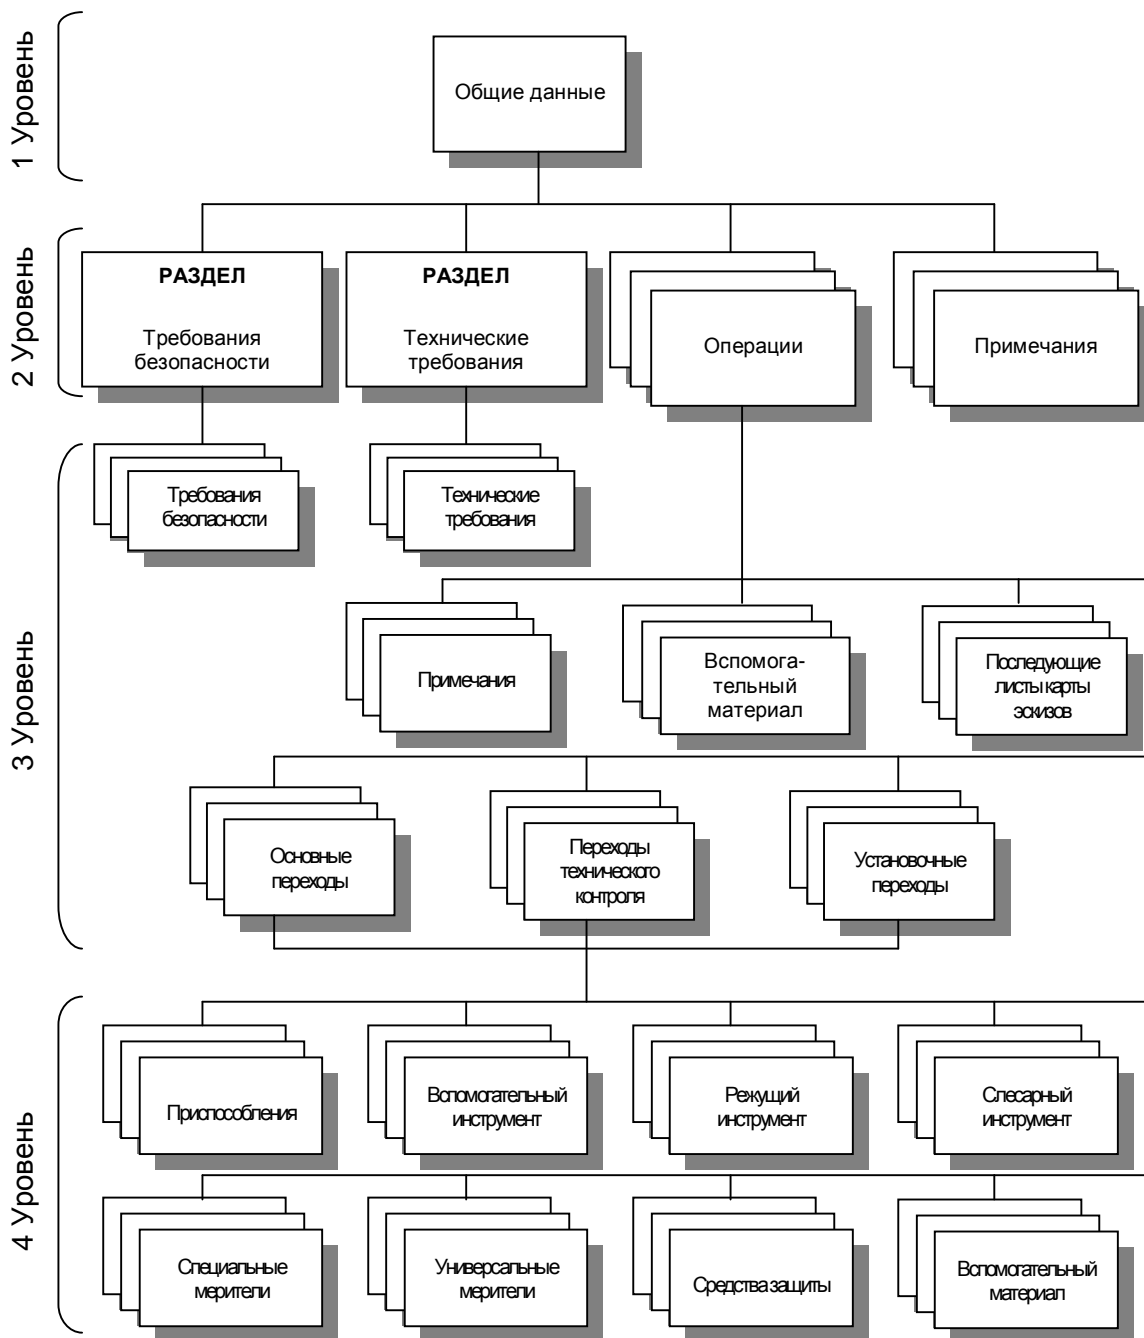 1 Уровень
Общие данные
2 Уровень
РАЗДЕЛ
Требования
безопасности
РАЗДЕЛ
Технические
требования
Операции
Примечания
3 Уровень
Требования
безопасности
Технические
требования
Примечания
Вспомога-
тельный
материал
Последующие
листы карты
эскизов
Основные
переходы
Переходы
технического
контроля
Установочные
переходы
4 Уровень
Приспособления
Вспомогательный
инструмент
Режущий
инструмент
Слесарный
инструмент
Специальные
мерители
Универсальные
мерители
Средства защиты
Вспомогательный
материал